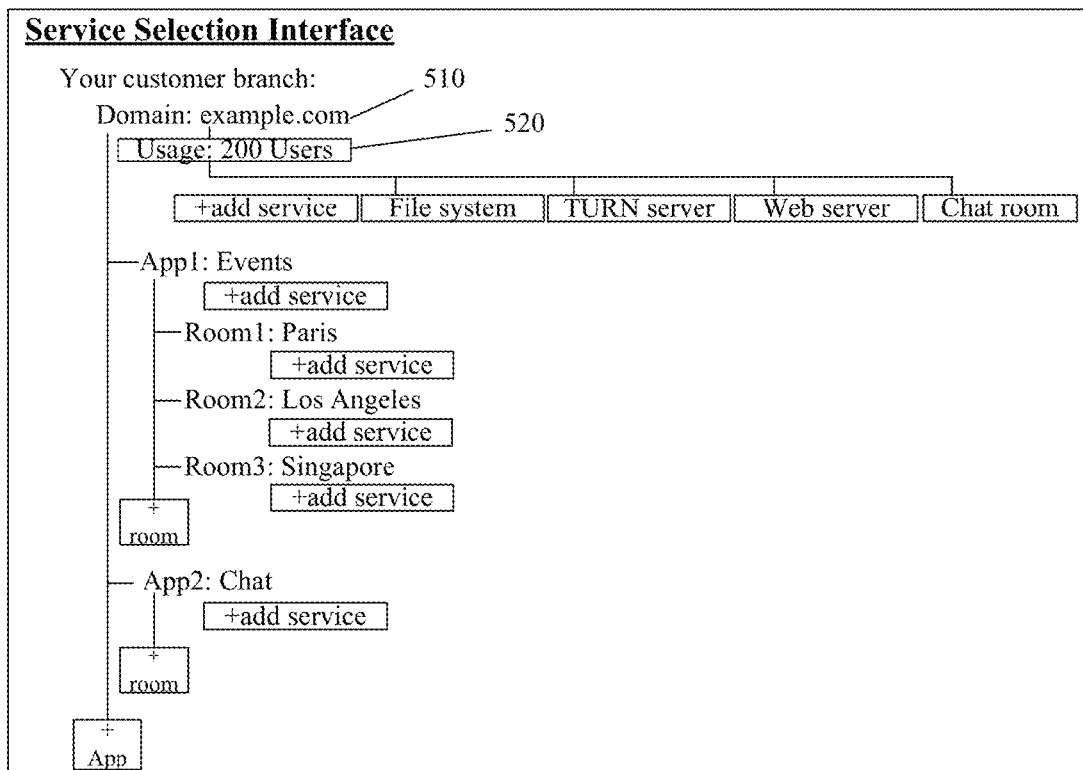 Service Selection Interface
Your customer branch: 510
Domain: example.com 520
Usage: 200 Users
+add service File system TURN server Web server Chat room
App1: Events
+add service
Room1: Paris
+add service
Room2: Los Angeles
+add service
Room3: Singapore
+add service
+
room
App2: Chat
+add service
+
room
+
App